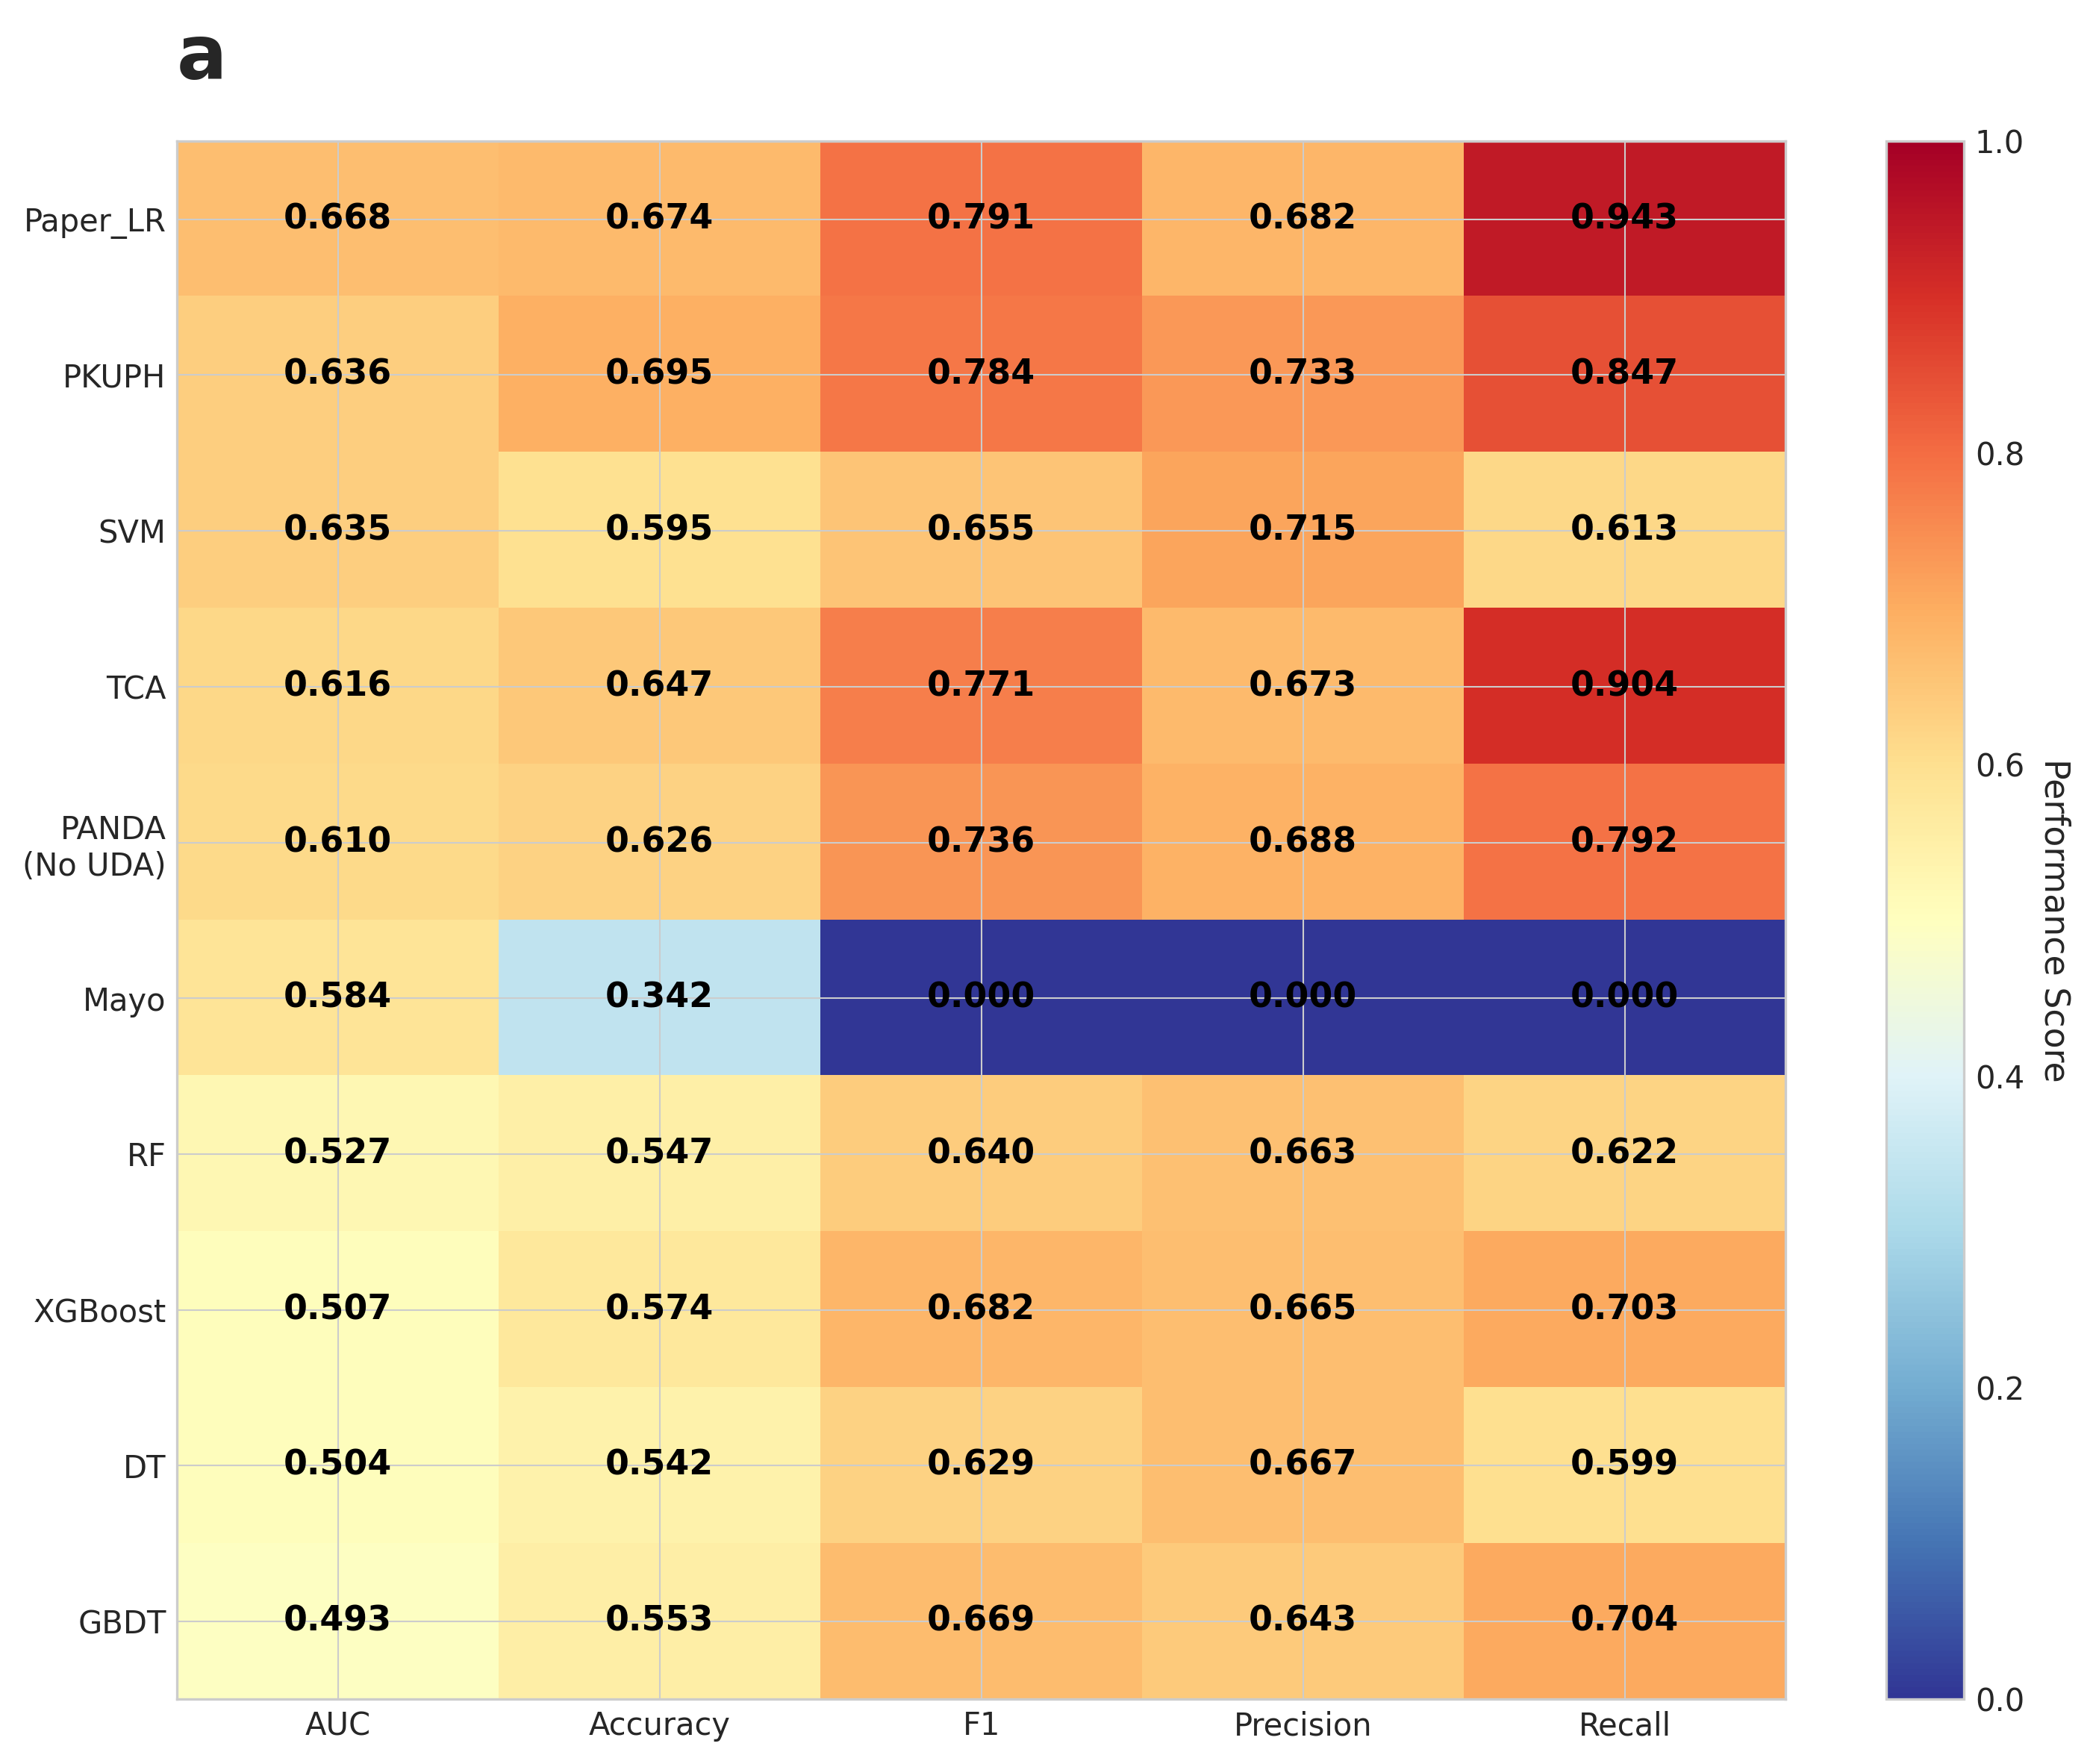 a
Paper_LR 0.668 0.674 0.791 0.682 0.943
PKUPH 0.636 0.695 0.784 0.733 0.847
SVM 0.635 0.595 0.655 0.715 0.613
TCA 0.616 0.647 0.771 0.673 0.904
PANDA
(No UDA) 0.610 0.626 0.736 0.688 0.792
Mayo 0.584 0.342 0.000 0.000 0.000
RF 0.527 0.547 0.640 0.663 0.622
XGBoost 0.507 0.574 0.682 0.665 0.703
DT 0.504 0.542 0.629 0.667 0.599
GBDT 0.493 0.553 0.669 0.643 0.704
AUC Accuracy F1 Precision Recall
1.0
0.8
0.6
0.4
0.2
0.0
Performance Score